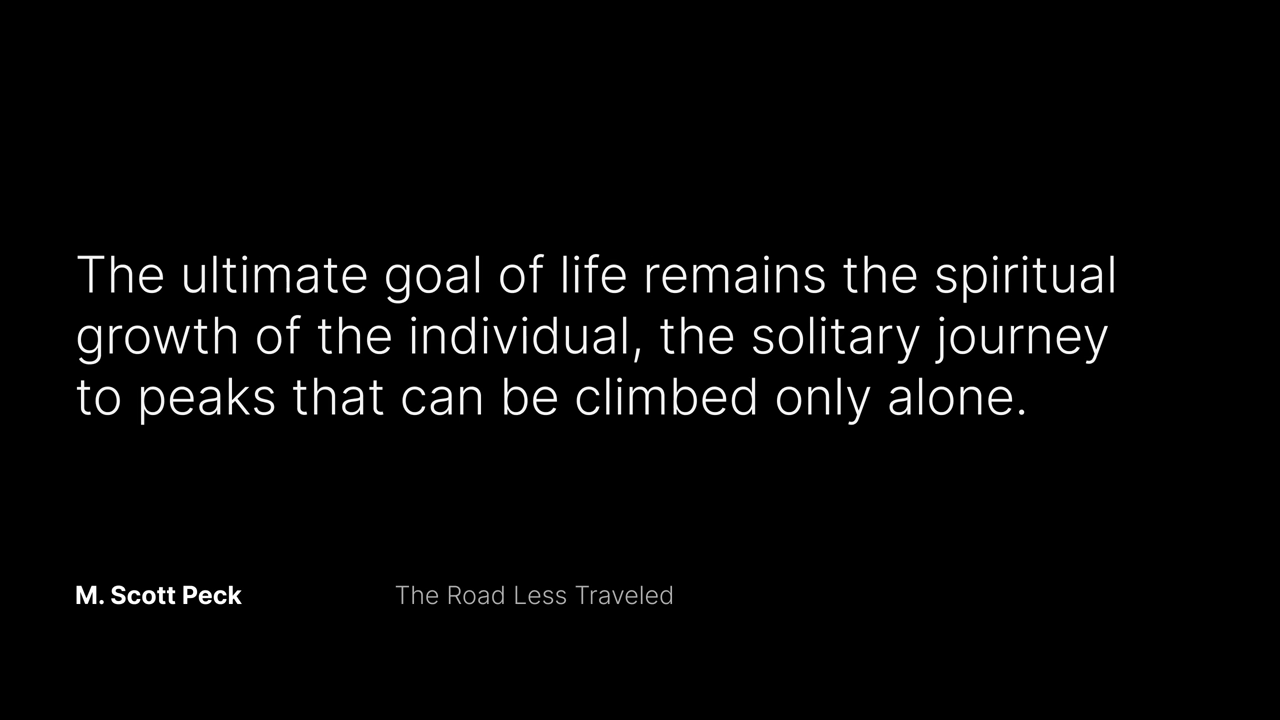 The ultimate goal of life remains the spiritual
growth of the individual, the solitary journey
to peaks that can be climbed only alone.
M. Scott Peck
The Road Less Traveled